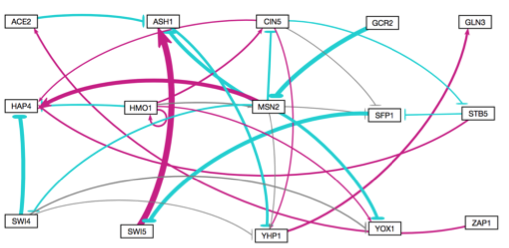 ACE2 ASH1 CIN5 GCR2 GLN3
HAP4 HMO1 MSN2 SFP1 STB5
SWI4 SWI5 YHP1 YOX1 ZAP1